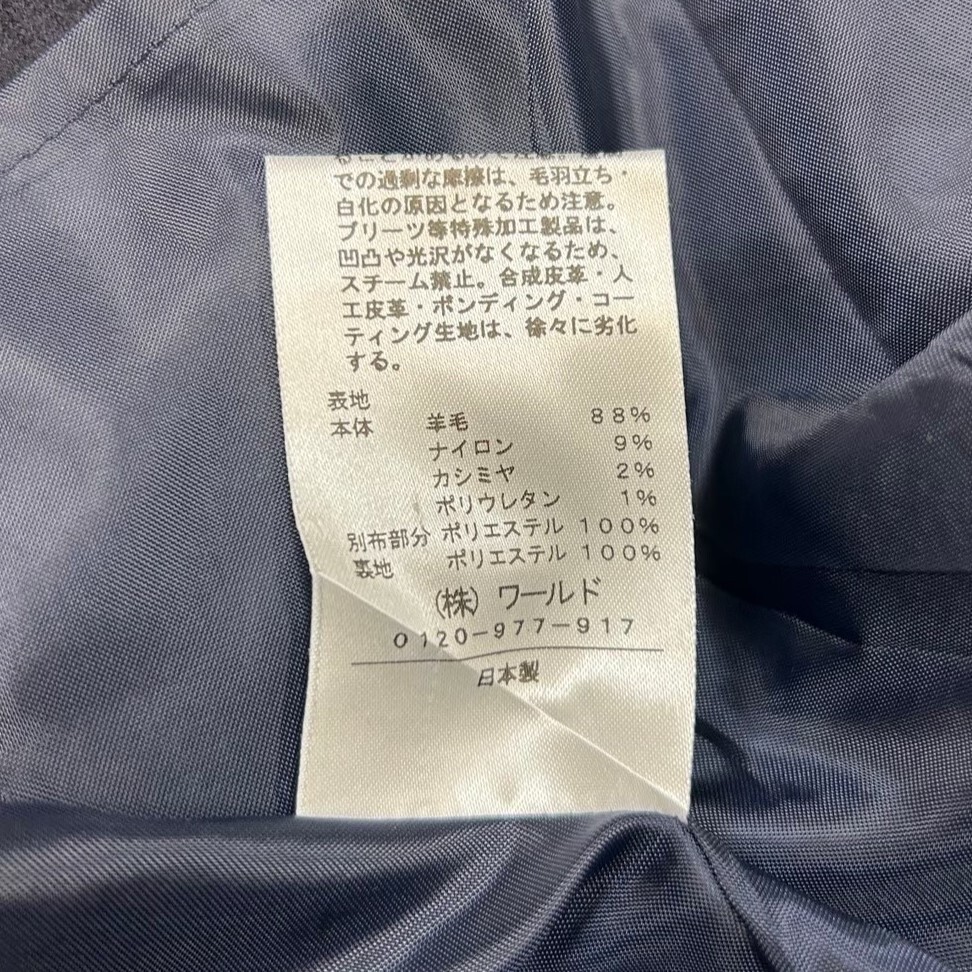 での過剰な摩擦は、毛羽立ち・
白化の原因となるため注意。
プリーツ等特殊加工製品は、
凹凸や光沢がなくなるため、
スチーム禁止。合成皮革・人
工皮革・ボンディング・コー
ティング生地は、徐々に劣化
する。
表地
本体 羊毛 88%
ナイロン 9%
カシミヤ 2%
ポリウレタン 1%
別布部分 ポリエステル 100%
裏地 ポリエステル 100%
(株)ワールド
0120-977-917
日本製